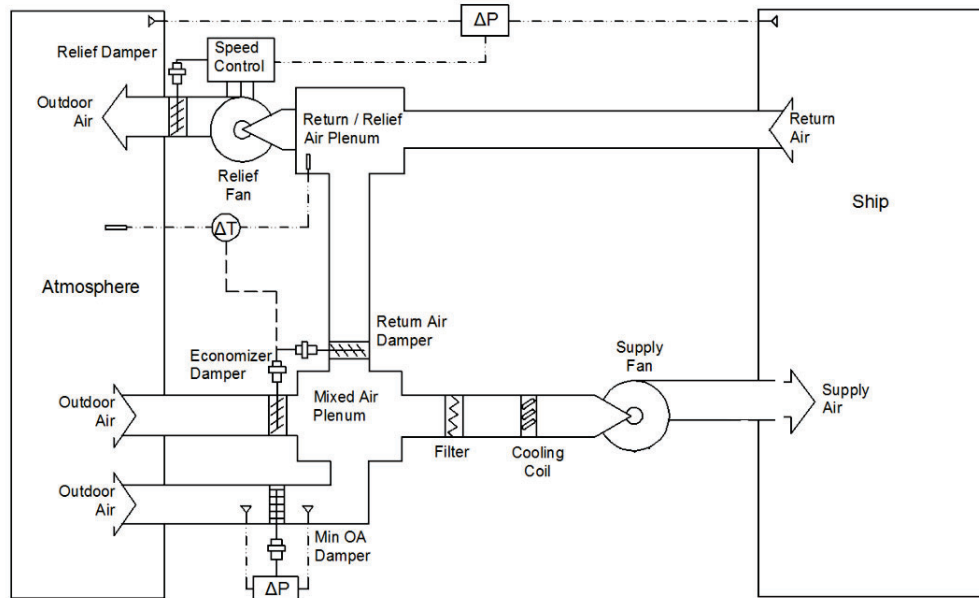 ΔP
Relief Damper
Speed
Control
Outdoor
Air
Return / Relief
Air Plenum
Return
Air
Relief
Fan
Ship
ΔT
Atmosphere
Return Air
Damper
Economizer
Damper
Supply
Fan
Outdoor
Air
Mixed Air
Plenum
Supply
Air
Filter
Cooling
Coil
Outdoor
Air
Min OA
Damper
ΔP